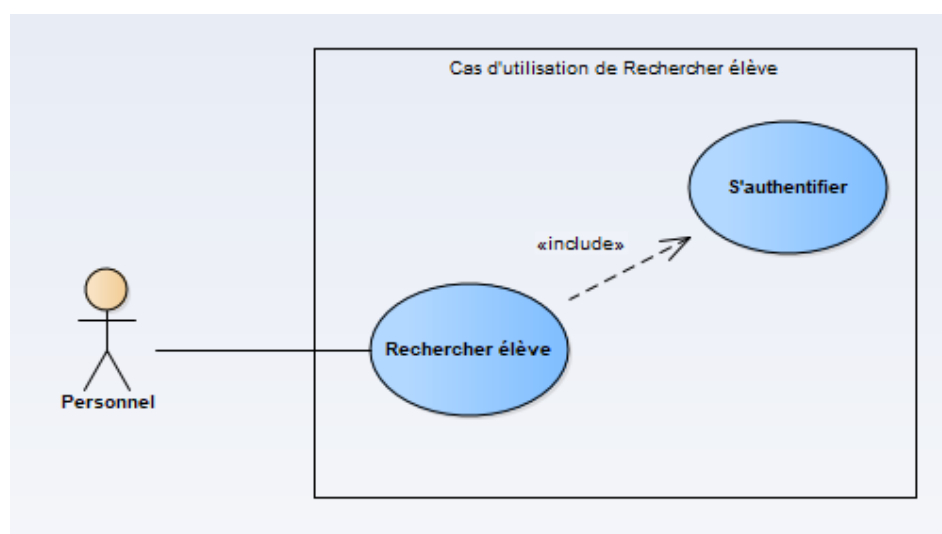 Cas d'utilisation de Rechercher élève
S'authentifier
«include»
Rechercher élève
Personnel